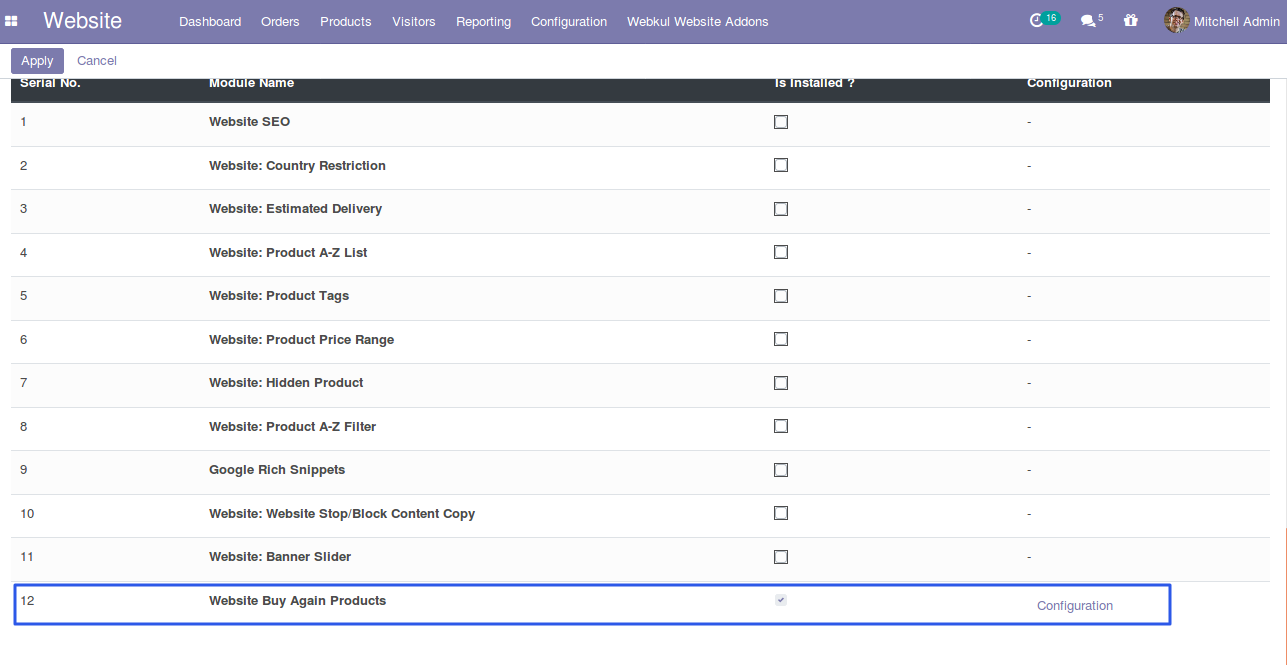 Website Dashboard Orders Products Visitors Reporting Configuration Webkul Website Addons 16 5 Mitchell Admin
Apply Cancel
Serial No. Module Name Is Installed ? Configuration
1 Website SEO -
2 Website: Country Restriction -
3 Website: Estimated Delivery -
4 Website: Product A-Z List -
5 Website: Product Tags -
6 Website: Product Price Range -
7 Website: Hidden Product -
8 Website: Product A-Z Filter -
9 Google Rich Snippets -
10 Website: Website Stop/Block Content Copy -
11 Website: Banner Slider -
12 Website Buy Again Products Configuration